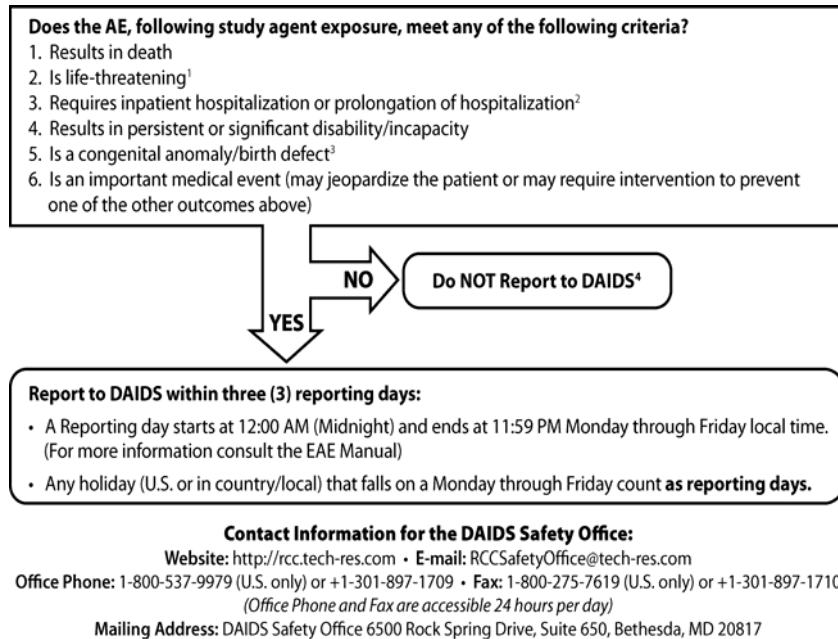 Does the AE, following study agent exposure, meet any of the following criteria?
1. Results in death
2. Is life-threatening¹
3. Requires inpatient hospitalization or prolongation of hospitalization²
4. Results in persistent or significant disability/incapacity
5. Is a congenital anomaly/birth defect³
6. Is an important medical event (may jeopardize the patient or may require intervention to prevent
one of the other outcomes above)
NO
Do NOT Report to DAIDS⁴
YES
Report to DAIDS within three (3) reporting days:
• A Reporting day starts at 12:00 AM (Midnight) and ends at 11:59 PM Monday through Friday local time.
(For more information consult the EAE Manual)
• Any holiday (U.S. or in country/local) that falls on a Monday through Friday count as reporting days.
Contact Information for the DAIDS Safety Office:
Website: http://rcc.tech-res.com • E-mail: RCCSafetyOffice@tech-res.com
Office Phone: 1-800-537-9979 (U.S. only) or +1-301-897-1709 • Fax: 1-800-275-7619 (U.S. only) or +1-301-897-1710
(Office Phone and Fax are accessible 24 hours per day)
Mailing Address: DAIDS Safety Office 6500 Rock Spring Drive, Suite 650, Bethesda, MD 20817